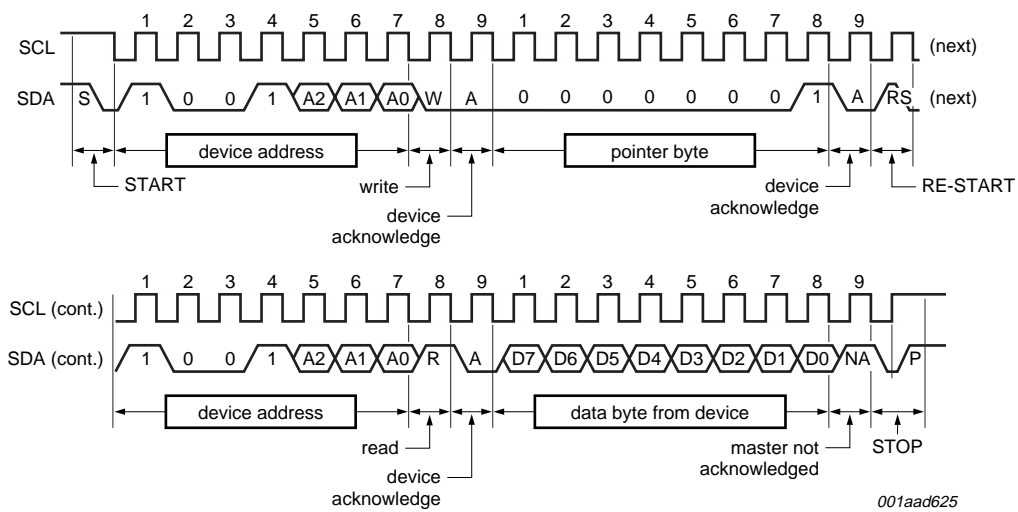 1 2 3 4 5 6 7 8 9 1 2 3 4 5 6 7 8 9
SCL (next)
SDA S 1 0 0 1 A2 A1 A0 W A 0 0 0 0 0 0 0 1 A RS (next)
device address pointer byte
START write device RE-START
device acknowledge
acknowledge
1 2 3 4 5 6 7 8 9 1 2 3 4 5 6 7 8 9
SCL (cont.)
SDA (cont.) 1 0 0 1 A2 A1 A0 R A D7 D6 D5 D4 D3 D2 D1 D0 NA P
device address data byte from device
read master not STOP
device acknowledged
acknowledge
001aad625